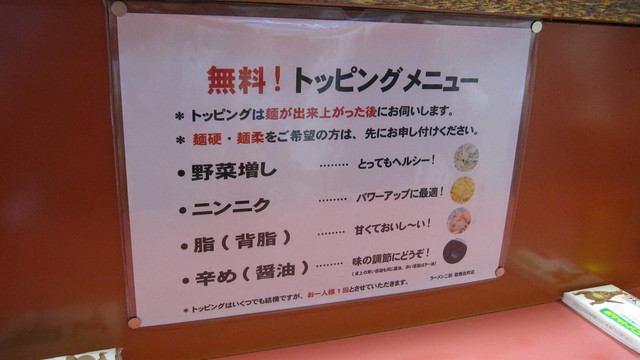 無料！トッピングメニュー
＊トッピングは麺が出来上がった後にお伺いします。
＊ 麺硬・麺柔をご希望の方は、先にお申し付けください。
・野菜増し ……… とってもヘルシー！
・ニンニク ……… パワーアップに最適！
・脂（背脂） ……… 甘くておいし～い！
・辛め（醤油） ……… 味の調節にどうぞ！
＊トッピングはいくつでも結構ですが、お一人様１回とさせていただきます。